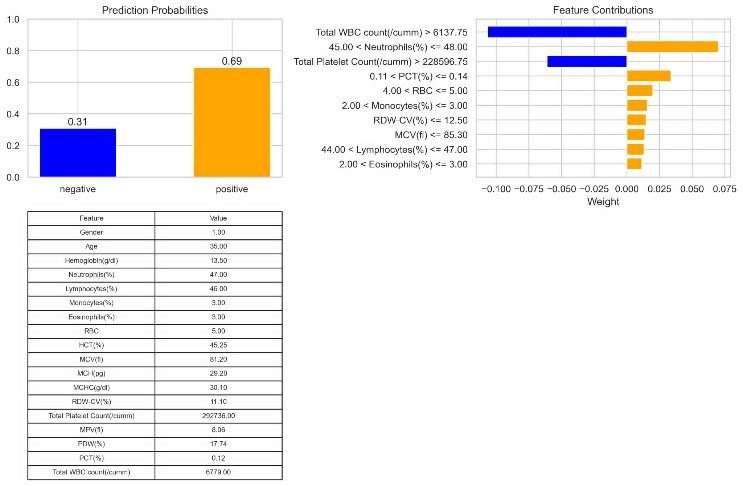 Prediction Probabilities
1.0
0.8
0.6
0.4
0.2
0.0
0.31
0.69
negative positive
Feature Contributions
Total WBC count(/cumm) > 6137.75
45.00 < Neutrophils(%) <= 48.00
Total Platelet Count(/cumm) > 228596.75
0.11 < PCT(%) <= 0.14
4.00 < RBC <= 5.00
2.00 < Monocytes(%) <= 3.00
RDW-CV(%) <= 12.50
MCV(fl) <= 85.30
44.00 < Lymphocytes(%) <= 47.00
2.00 < Eosinophils(%) <= 3.00
−0.100 −0.075 −0.050 −0.025 0.000 0.025 0.050 0.075
Weight
Feature Value
Gender 1.00
Age 35.00
Hemoglobin(g/dl) 13.50
Neutrophils(%) 47.00
Lymphocytes(%) 46.00
Monocytes(%) 3.00
Eosinophils(%) 3.00
RBC 5.00
HCT(%) 45.25
MCV(fl) 81.20
MCH(pg) 29.20
MCHC(g/dl) 30.10
RDW-CV(%) 11.10
Total Platelet Count(/cumm) 292736.00
MPV(fl) 8.06
PDW(%) 17.74
PCT(%) 0.12
Total WBC count(/cumm) 6779.00